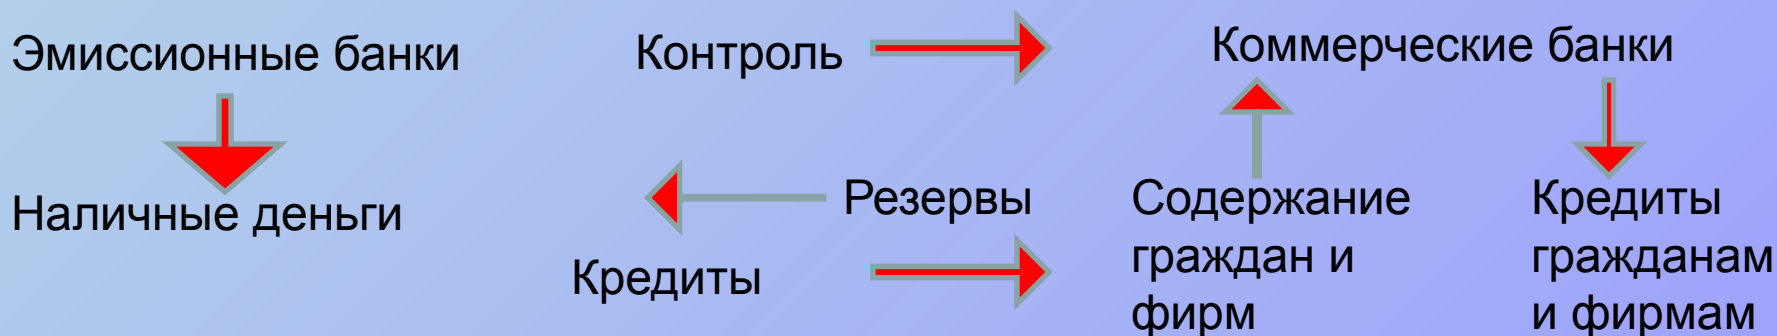 Эмиссионные банки
Контроль
Коммерческие банки
Наличные деньги
Резервы
Кредиты
Содержание
граждан и
фирм
Кредиты
гражданам
и фирмам